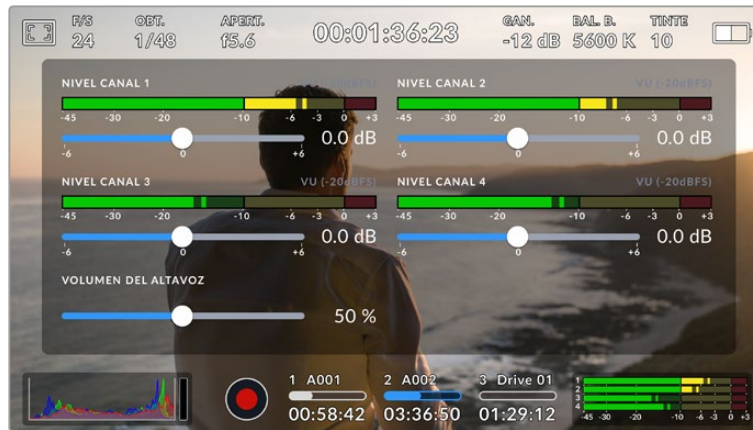 F/S OBT. APERT. 00:01:36:23 GAN. BAL. B. TINTE
24 1/48 f5.6 -12 dB 5600 K 10
NIVEL CANAL 1 VU (-20dBFS) NIVEL CANAL 2 VU (-20dBFS)
-45 -30 -20 -10 -6 -3 0 +3 -45 -30 -20 -10 -6 -3 0 +3
0.0 dB 0.0 dB
-6 0 +6 -6 0 +6
NIVEL CANAL 3 VU (-20dBFS) NIVEL CANAL 4 VU (-20dBFS)
-45 -30 -20 -10 -6 -3 0 +3 -45 -30 -20 -10 -6 -3 0 +3
0.0 dB 0.0 dB
-6 0 +6 -6 0 +6
VOLUMEN DEL ALTAVOZ
50 %
1 A001 2 A002 3 Drive 01
00:58:42 03:36:50 01:29:12
1
2
3
4
-45 -30 -20 -10 -6 -3 0 +3